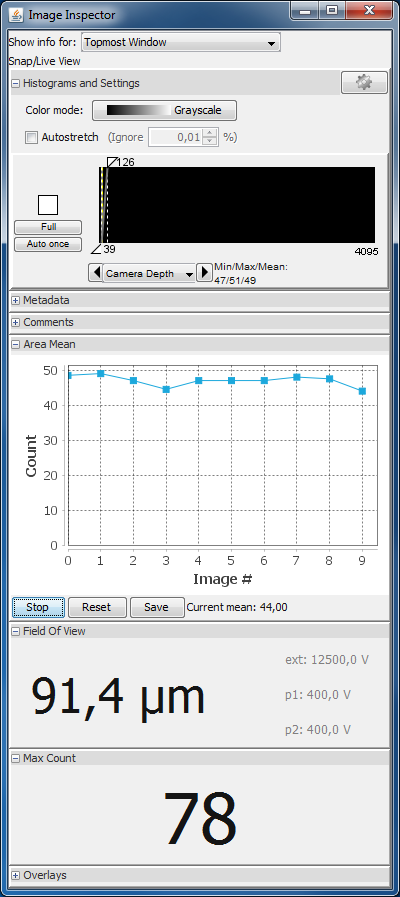 Image Inspector
Show info for: Topmost Window
Snap/Live View
Histograms and Settings
Color mode: Grayscale
Autostretch (Ignore 0,01 %)
126
Full
Auto once
39
4095
Camera Depth
Min/Max/Mean:
47/51/49
Metadata
Comments
Area Mean
50
40
30
20
10
0
Count
0 1 2 3 4 5 6 7 8 9
Image #
Stop Reset Save Current mean: 44,00
Field Of View
91,4 µm
ext: 12500,0 V
p1: 400,0 V
p2: 400,0 V
Max Count
78
Overlays